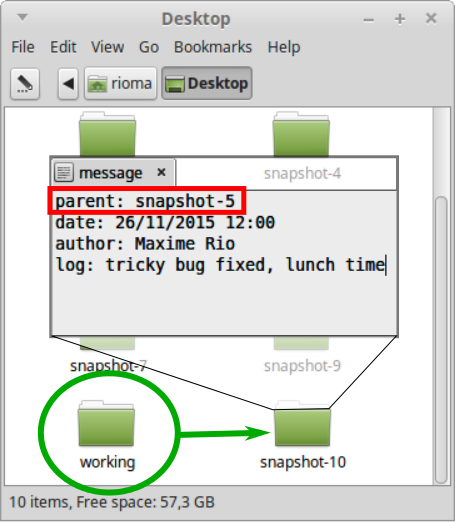 Desktop
File Edit View Go Bookmarks Help
rioma Desktop
snapshot-4
message
parent: snapshot-5
date: 26/11/2015 12:00
author: Maxime Rio
log: tricky bug fixed, lunch time
snapshot-7 snapshot-9
working snapshot-10
10 items, Free space: 57,3 GB